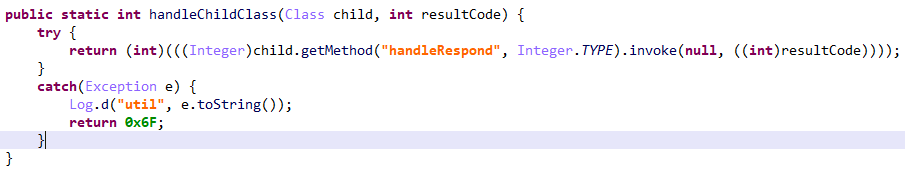 public static int handleChildClass(Class child, int resultCode) {
    try {
        return (int)(((Integer)child.getMethod("handleRespond", Integer.TYPE).invoke(null, ((int)resultCode))));
    }
    catch(Exception e) {
        Log.d("util", e.toString());
        return 0x6F;
    }
}